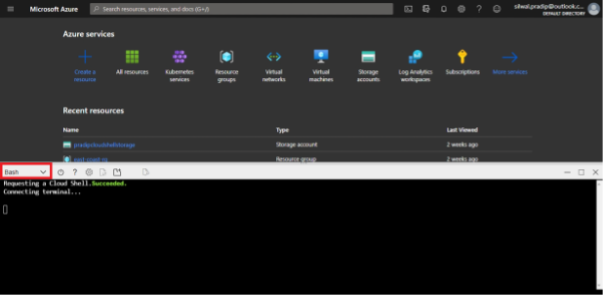 Microsoft Azure
Search resources, services, and docs (G+/)
silwal.pradip@outlook.c...
DEFAULT DIRECTORY
Azure services
Create a resource
All resources
Kubernetes services
Resource groups
Virtual networks
Virtual machines
Storage accounts
Log Analytics workspaces
Subscriptions
More services
Recent resources
Name Type Last Viewed
pradipcloudshellstorage Storage account 2 weeks ago
Resource group 2 weeks ago
Bash
Requesting a Cloud Shell.Succeeded.
Connecting terminal...